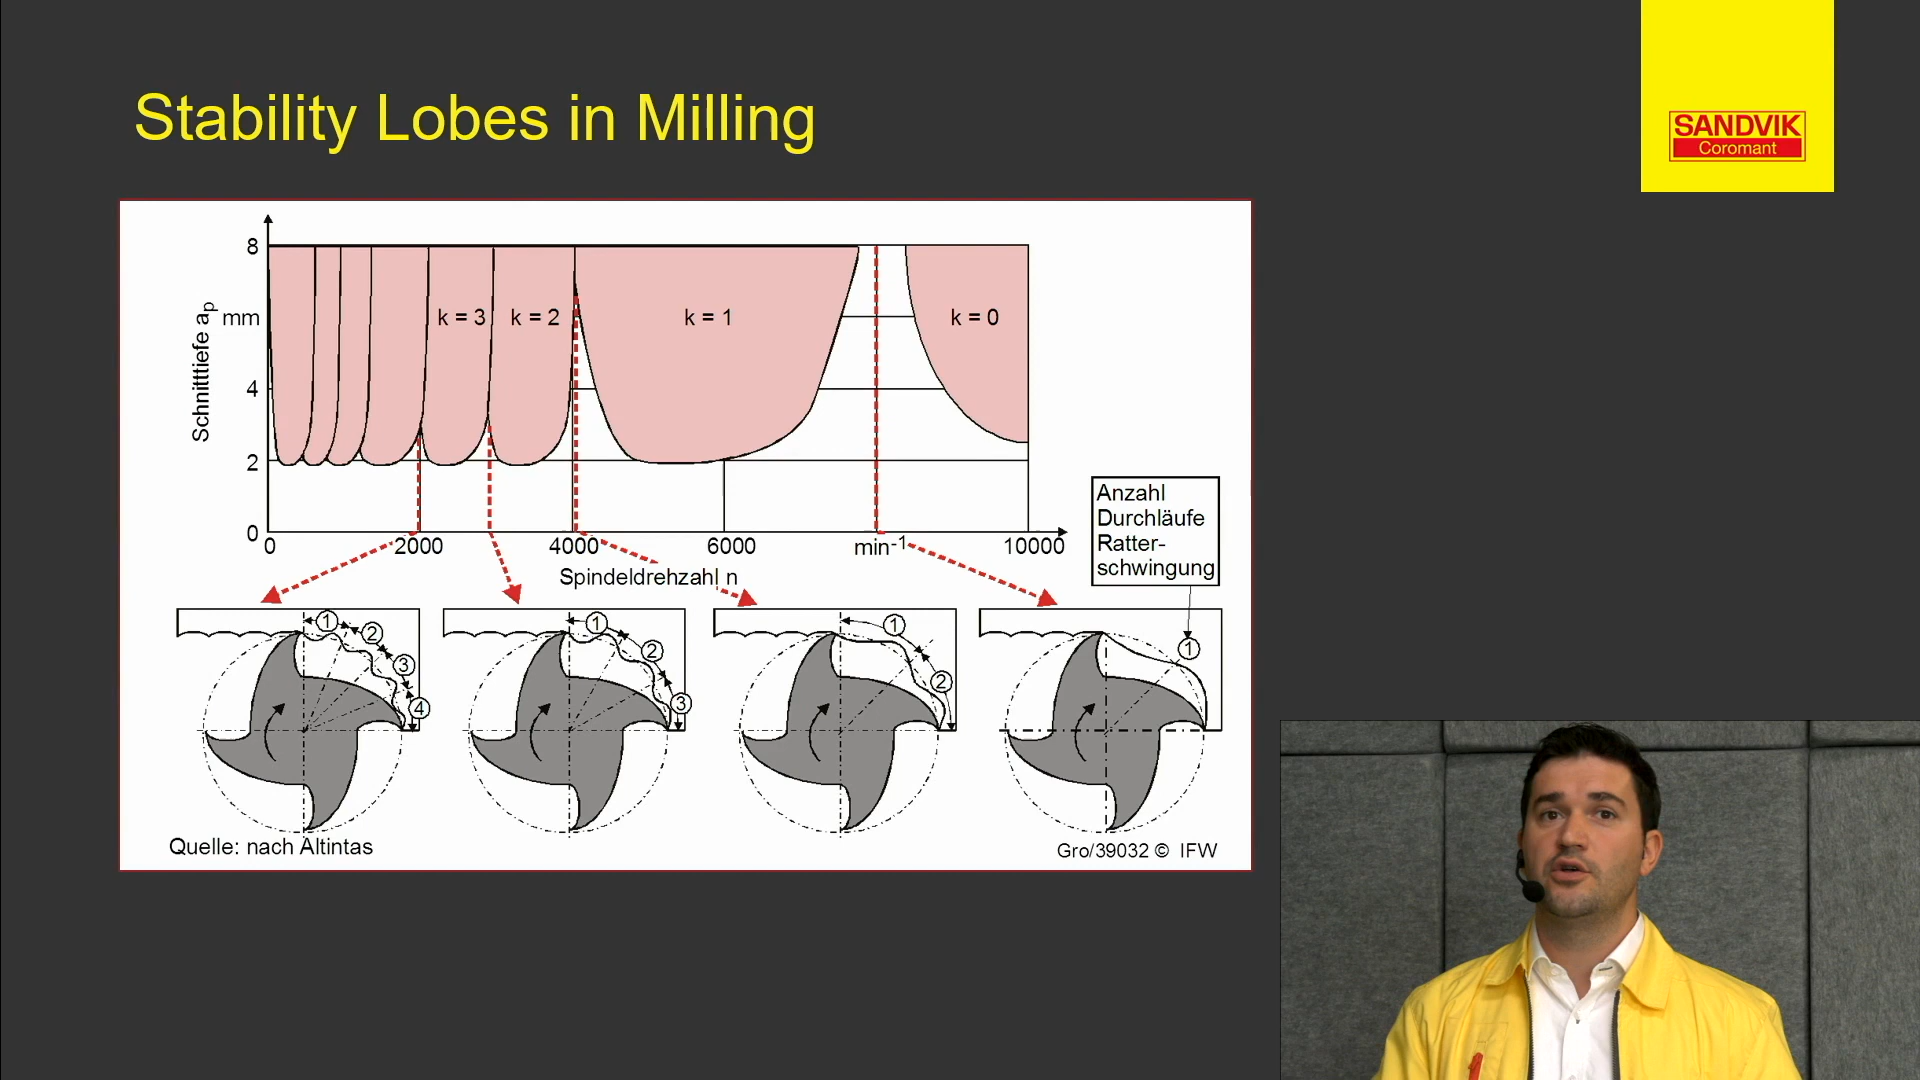 Stability Lobes in Milling
SANDVIK
Coromant
8
mm
4
2
0
Schnitttiefe ap
k = 3
k = 2
k = 1
k = 0
0
2000
4000
6000
min-1
10000
Spindeldrehzahl n
Anzahl
Durchläufe
Ratter-
schwingung
1
2
3
4
1
2
3
1
2
1
Quelle: nach Altintas
Gro/39032 © IFW